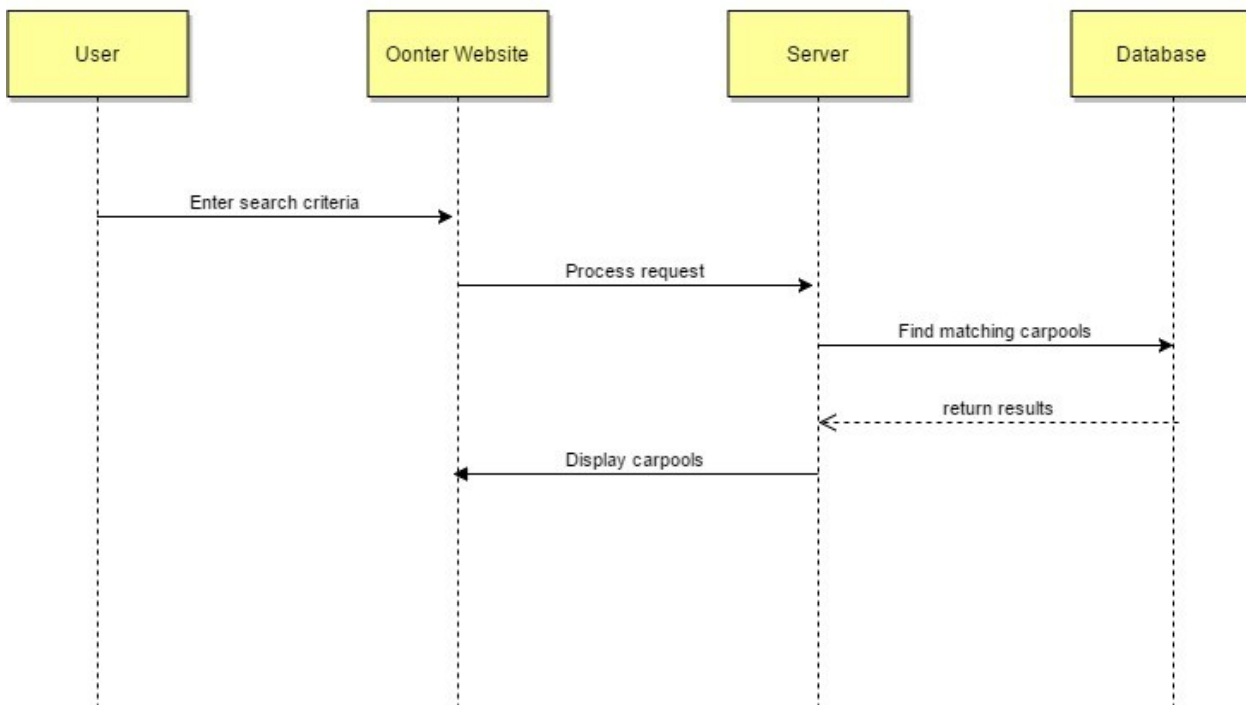 User
Oonter Website
Server
Database
Enter search criteria
Process request
Find matching carpools
return results
Display carpools